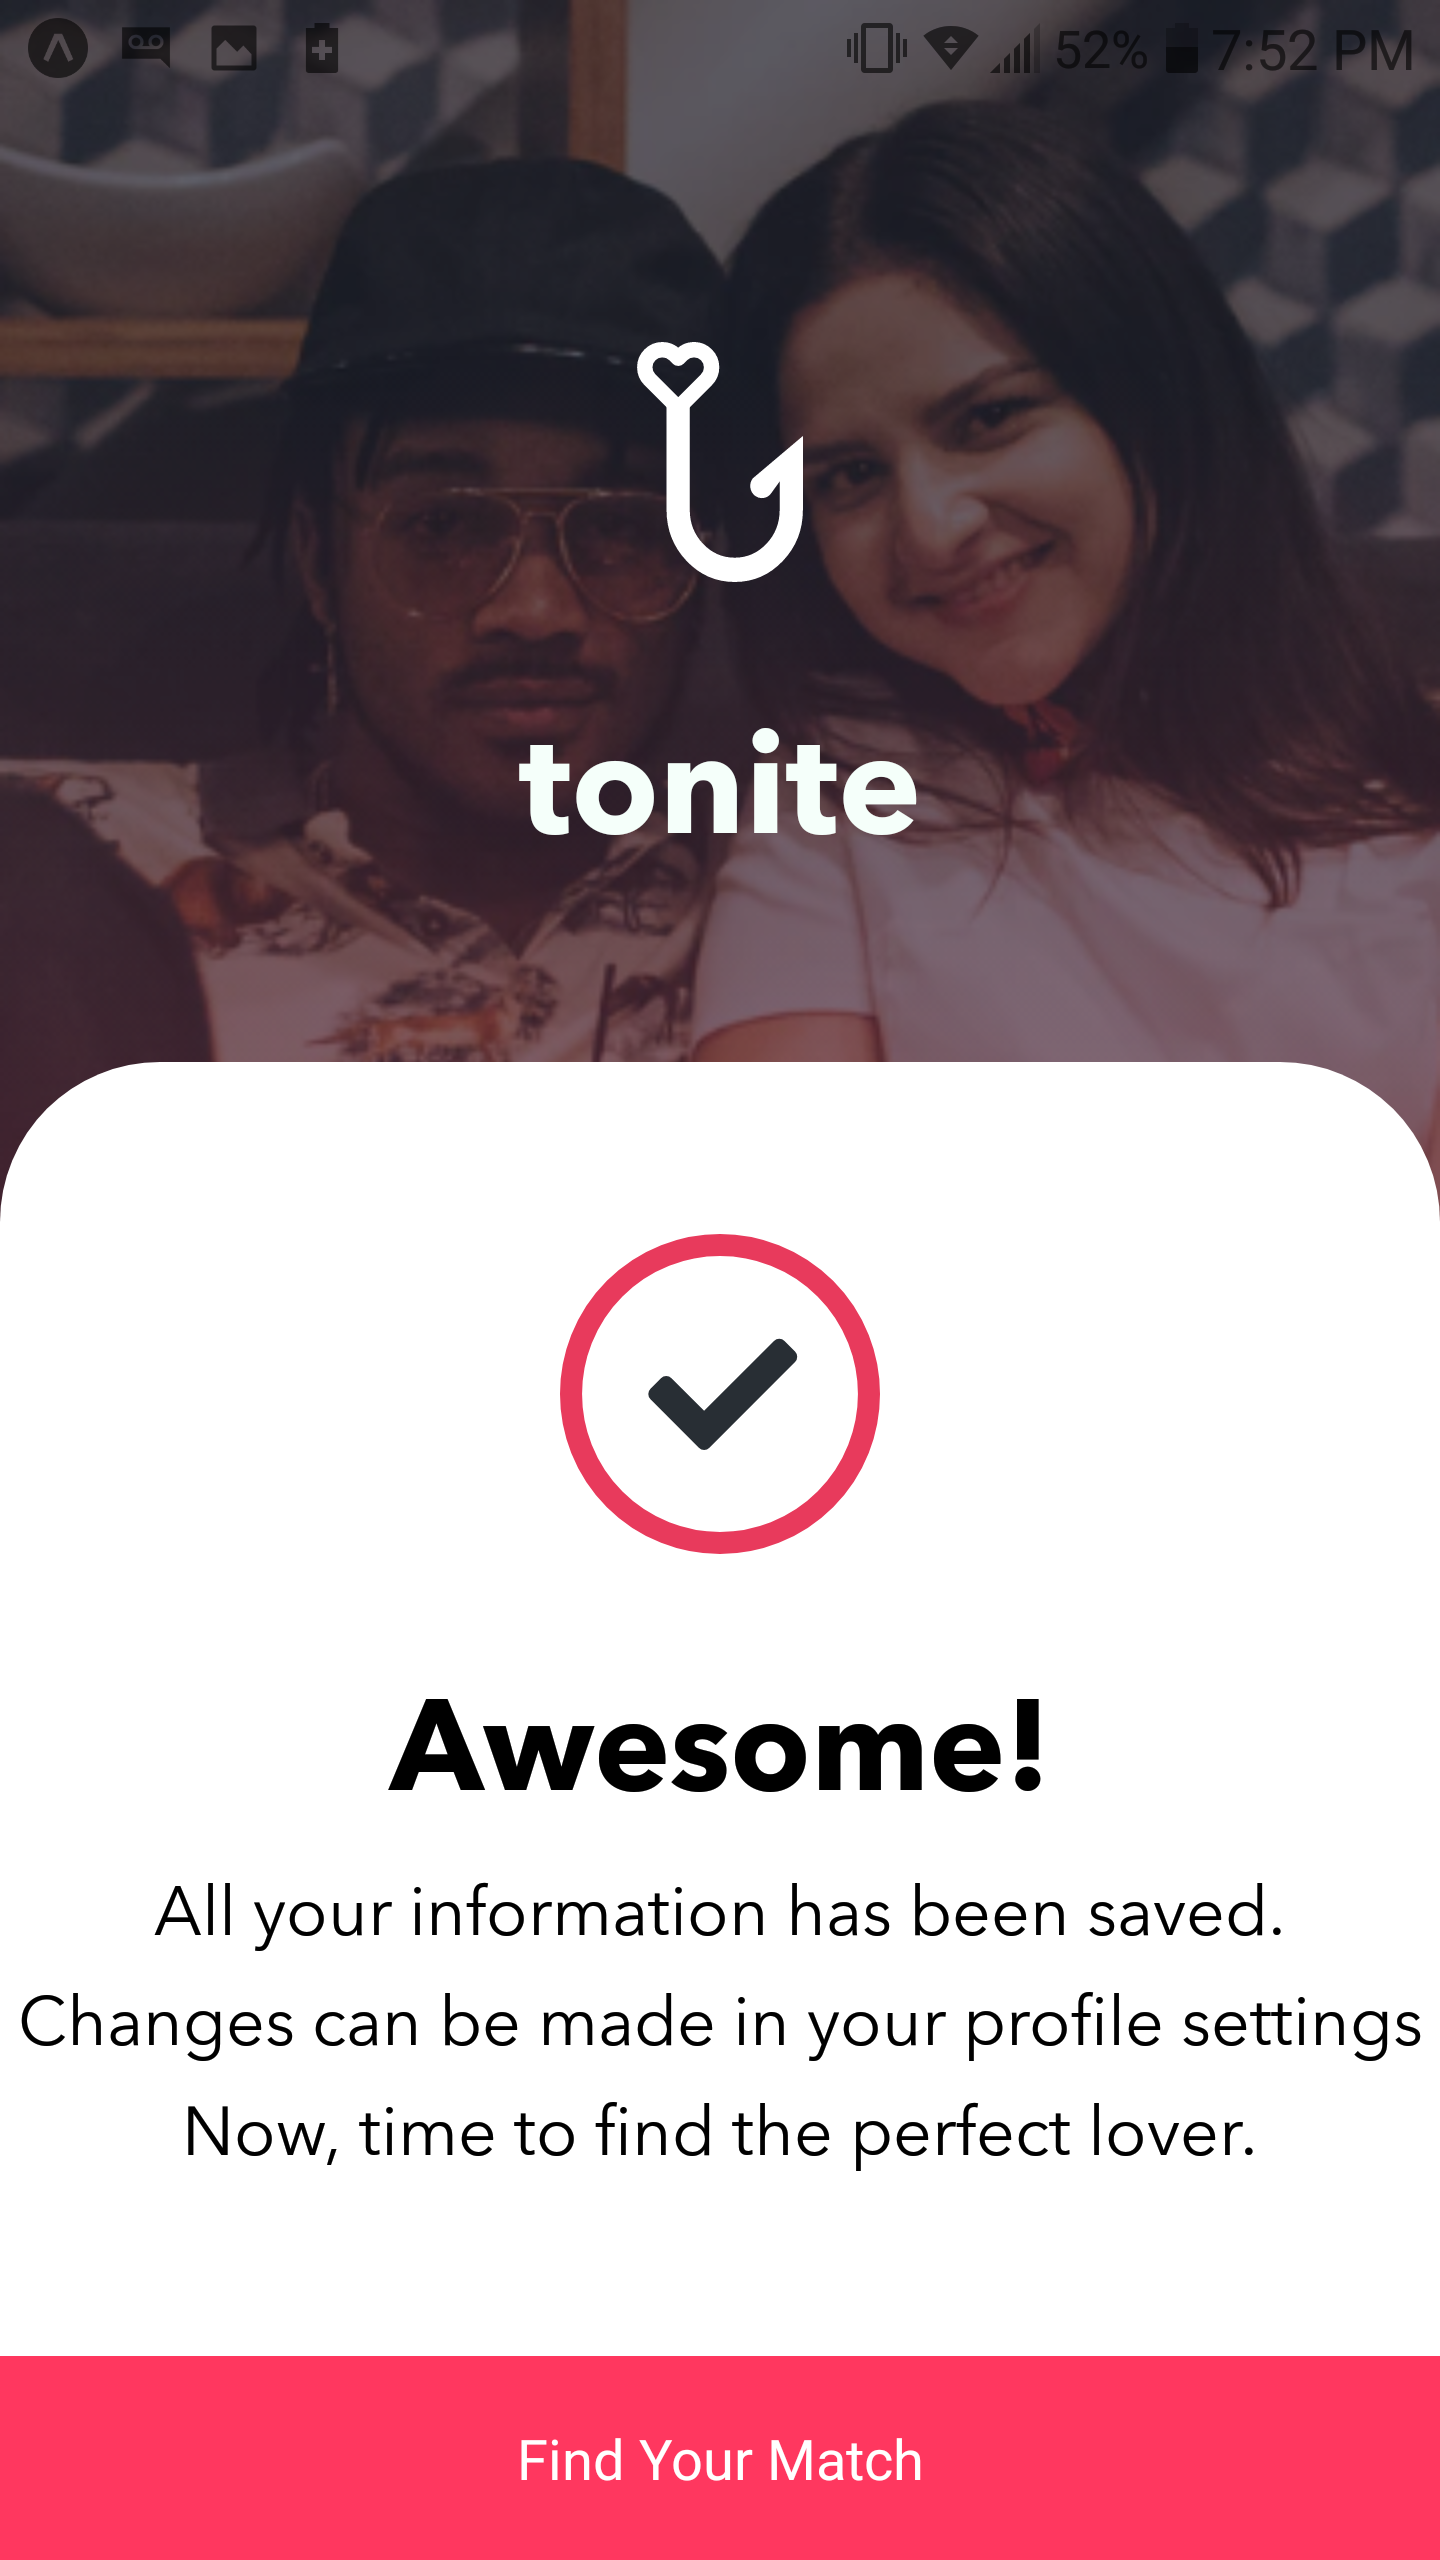 52% 7:52 PM
tonite
Awesome!
All your information has been saved.
Changes can be made in your profile settings
Now, time to find the perfect lover.
Find Your Match